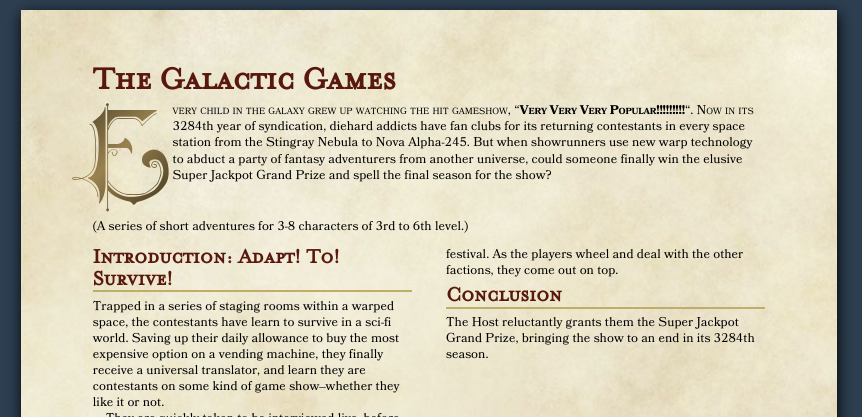 The Galactic Games
Every child in the galaxy grew up watching the hit gameshow, “Very Very Very Popular!!!!!!!!!“. Now in its
3284th year of syndication, diehard addicts have fan clubs for its returning contestants in every space
station from the Stingray Nebula to Nova Alpha-245. But when showrunners use new warp technology
to abduct a party of fantasy adventurers from another universe, could someone finally win the elusive
Super Jackpot Grand Prize and spell the final season for the show?
(A series of short adventures for 3-8 characters of 3rd to 6th level.)
Introduction: Adapt! To!
Survive!
Trapped in a series of staging rooms within a warped
space, the contestants have learn to survive in a sci-fi
world. Saving up their daily allowance to buy the most
expensive option on a vending machine, they finally
receive a universal translator, and learn they are
contestants on some kind of game show–whether they
like it or not.
They are quickly taken to be interviewed live, before
festival. As the players wheel and deal with the other
factions, they come out on top.
Conclusion
The Host reluctantly grants them the Super Jackpot
Grand Prize, bringing the show to an end in its 3284th
season.